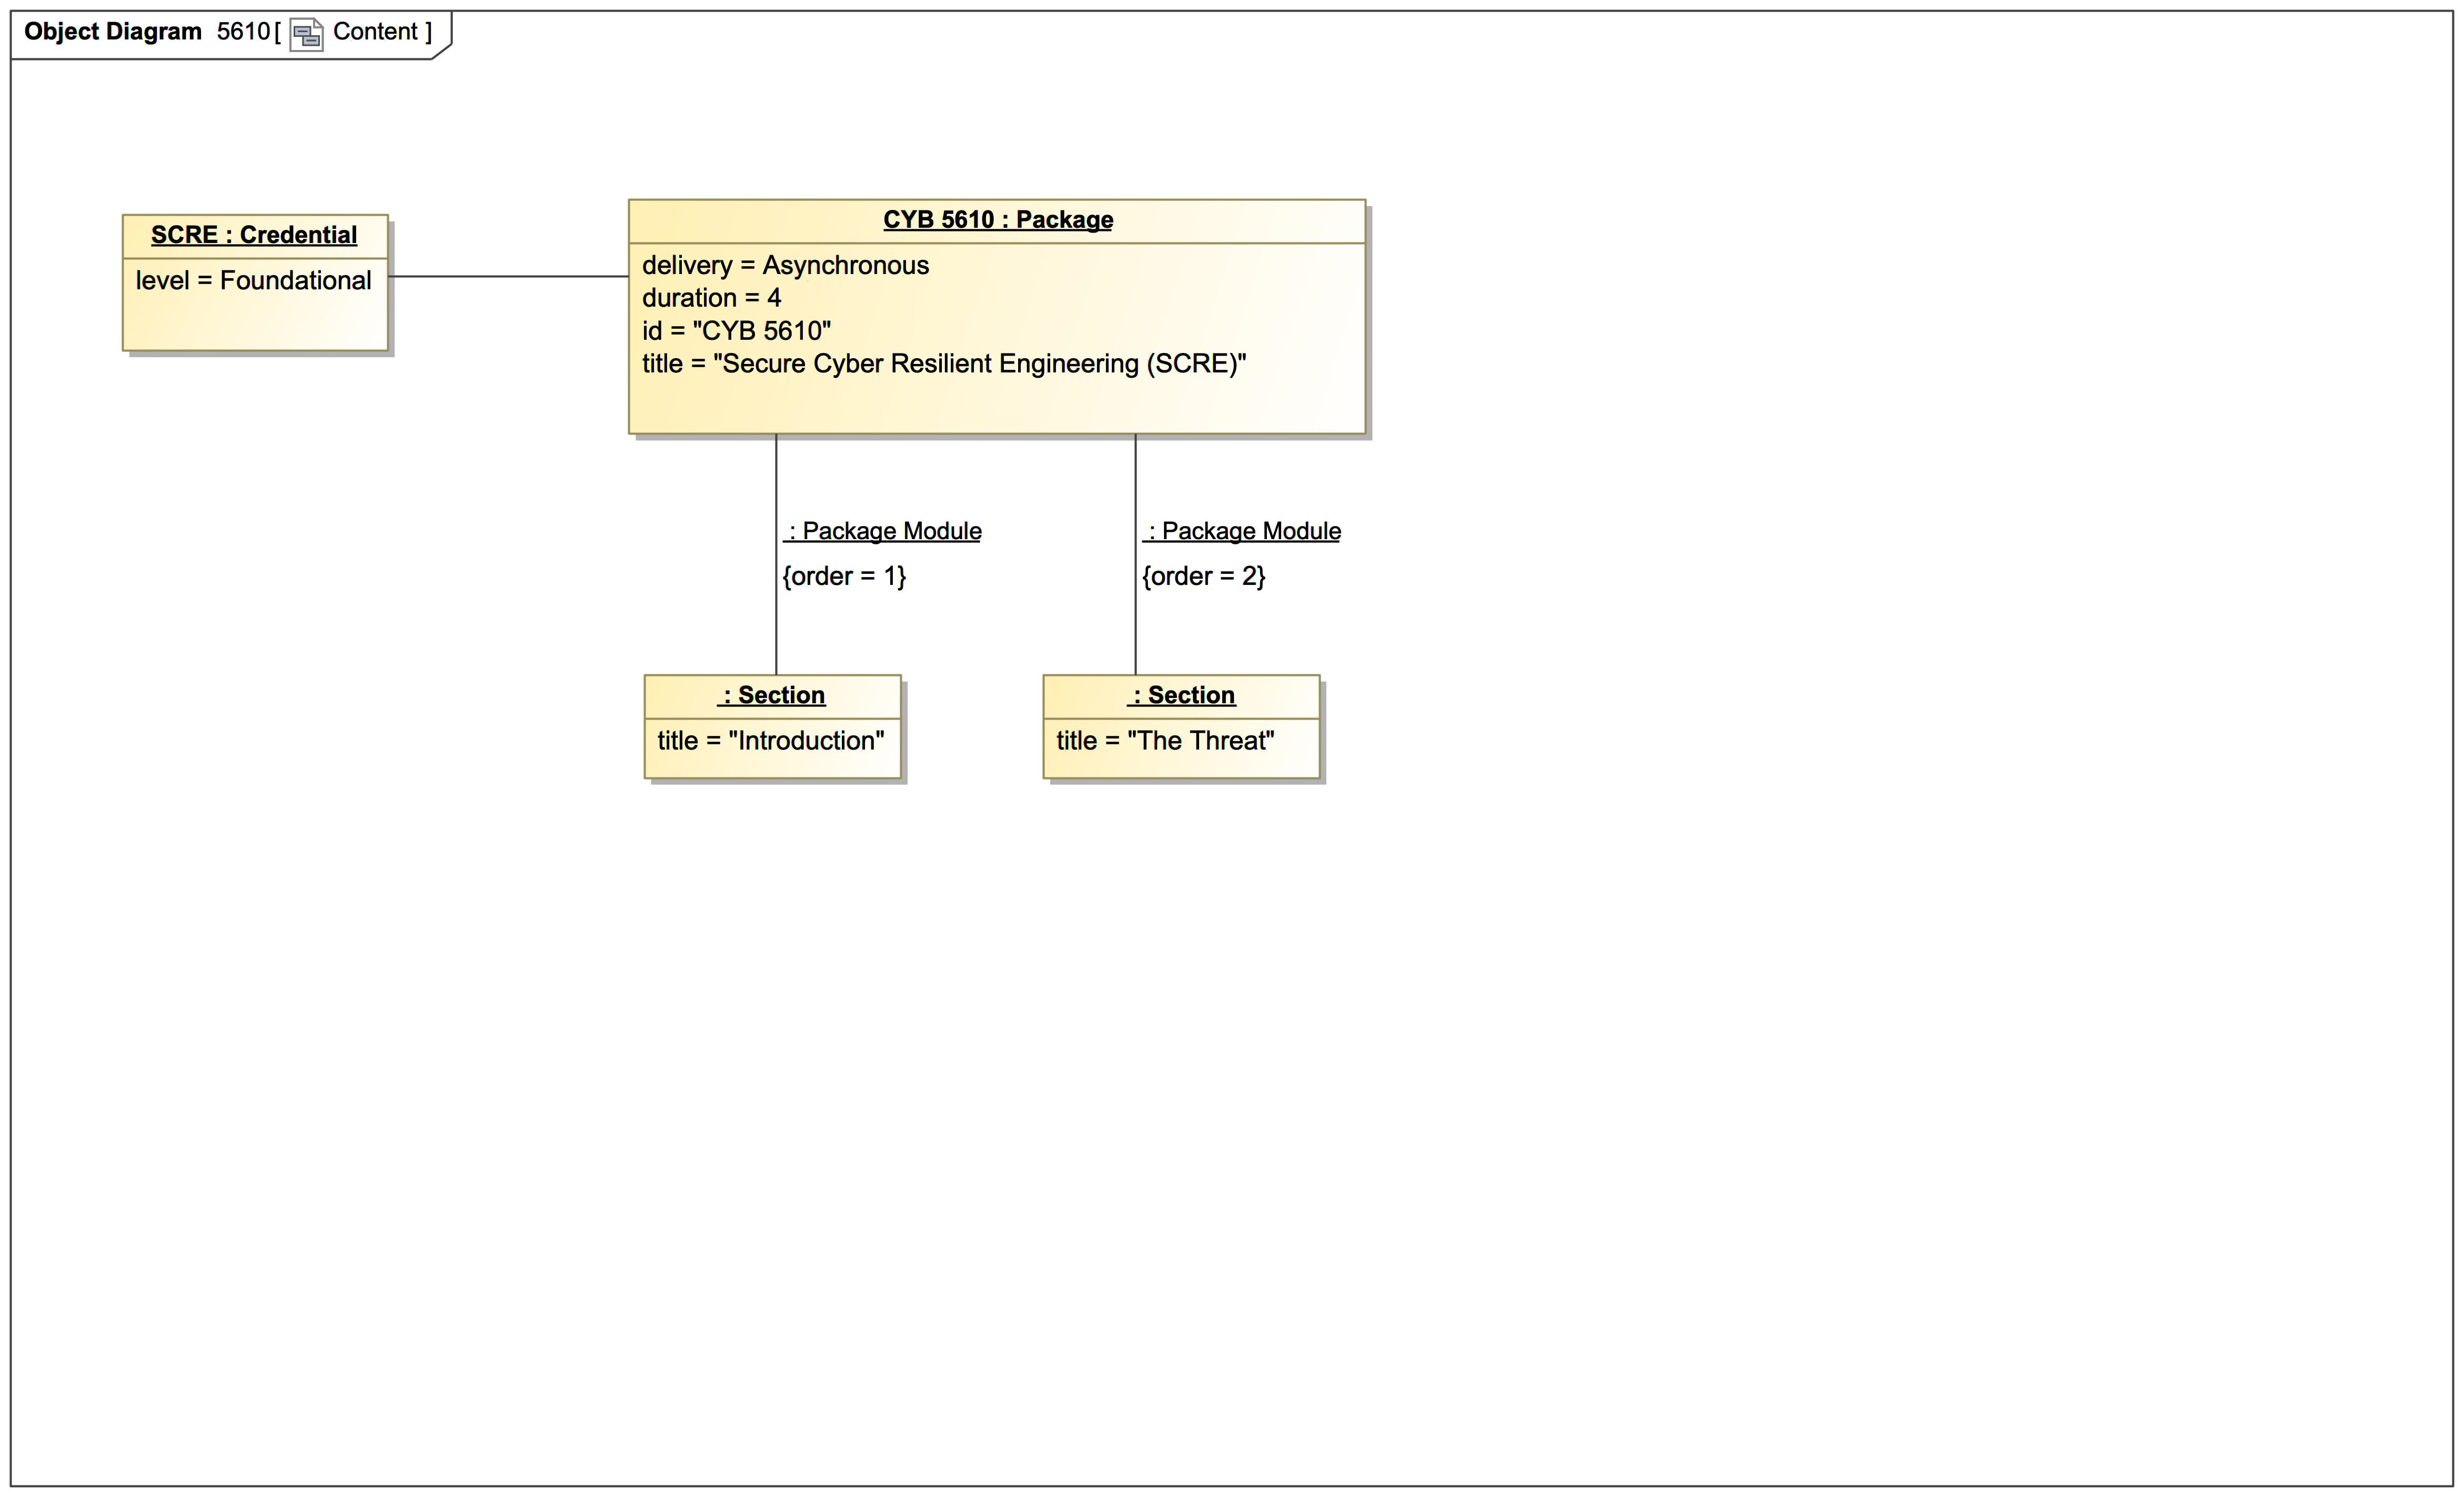 Object Diagram 5610[ Content ]
SCRE : Credential
level = Foundational
CYB 5610 : Package
delivery = Asynchronous
duration = 4
id = "CYB 5610"
title = "Secure Cyber Resilient Engineering (SCRE)"
: Package Module
{order = 1}
: Package Module
{order = 2}
: Section
title = "Introduction"
: Section
title = "The Threat"